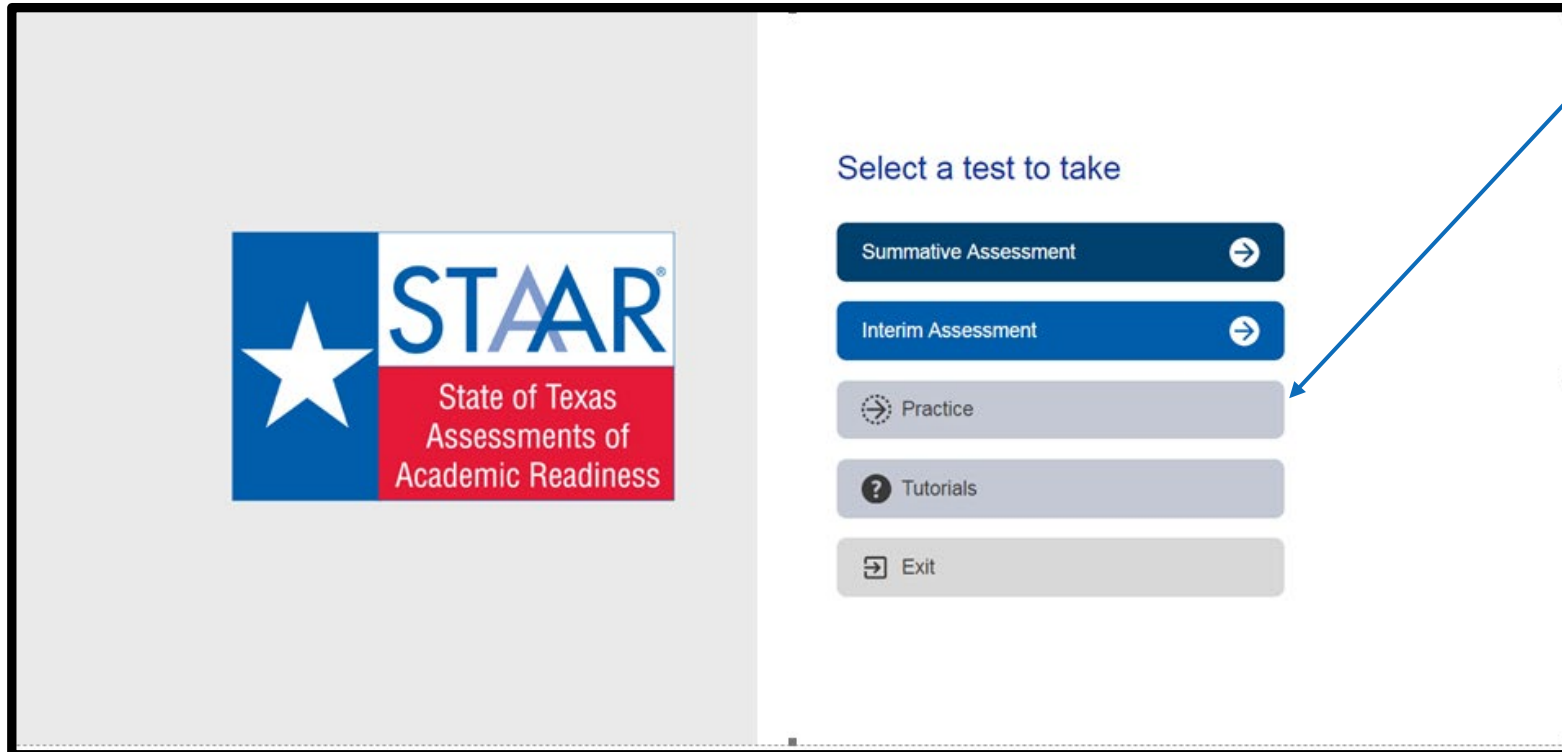 STAAR®
State of Texas
Assessments of
Academic Readiness
Select a test to take
Summative Assessment
Interim Assessment
Practice
Tutorials
Exit